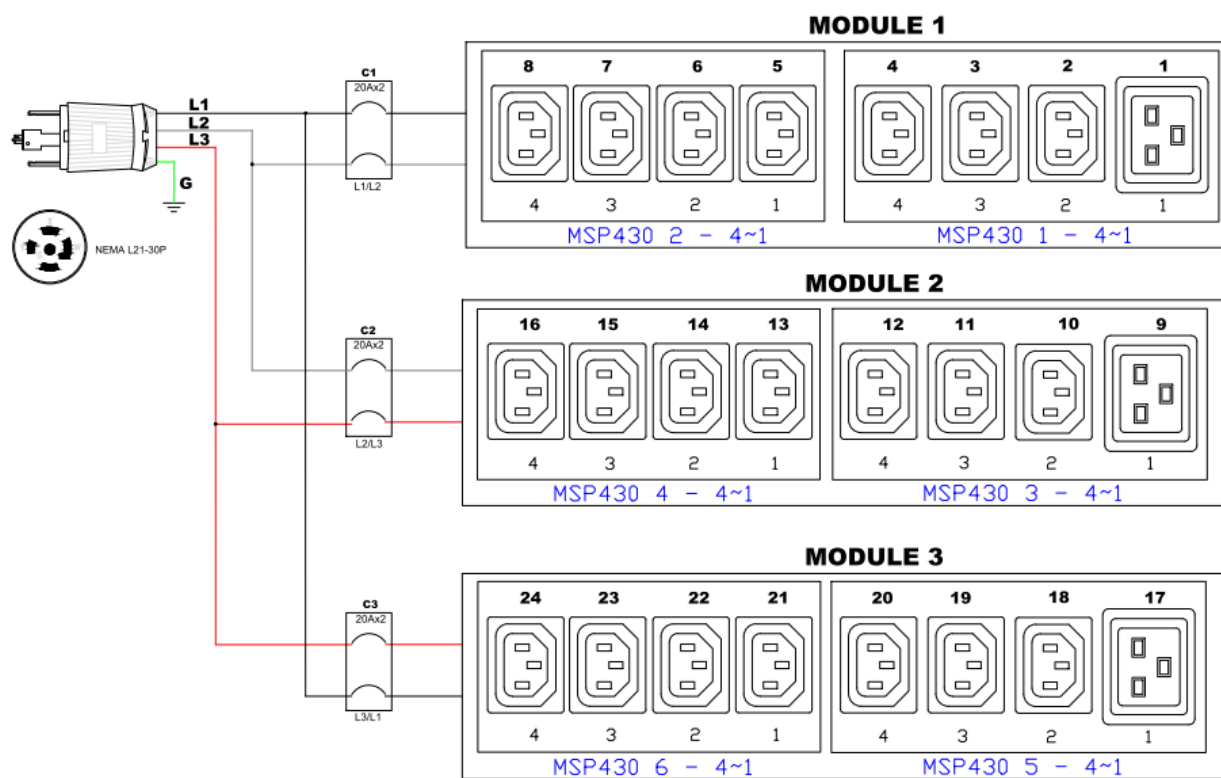 MODULE 1
C1
20Ax2
L1/L2
8 7 6 5 4 3 2 1
4 3 2 1 4 3 2 1
MSP430 2 - 4~1 MSP430 1 - 4~1
L1
L2
L3
G
NEMA L21-30P
MODULE 2
C2
20Ax2
L2/L3
16 15 14 13 12 11 10 9
4 3 2 1 4 3 2 1
MSP430 4 - 4~1 MSP430 3 - 4~1
MODULE 3
C3
20Ax2
L3/L1
24 23 22 21 20 19 18 17
4 3 2 1 4 3 2 1
MSP430 6 - 4~1 MSP430 5 - 4~1